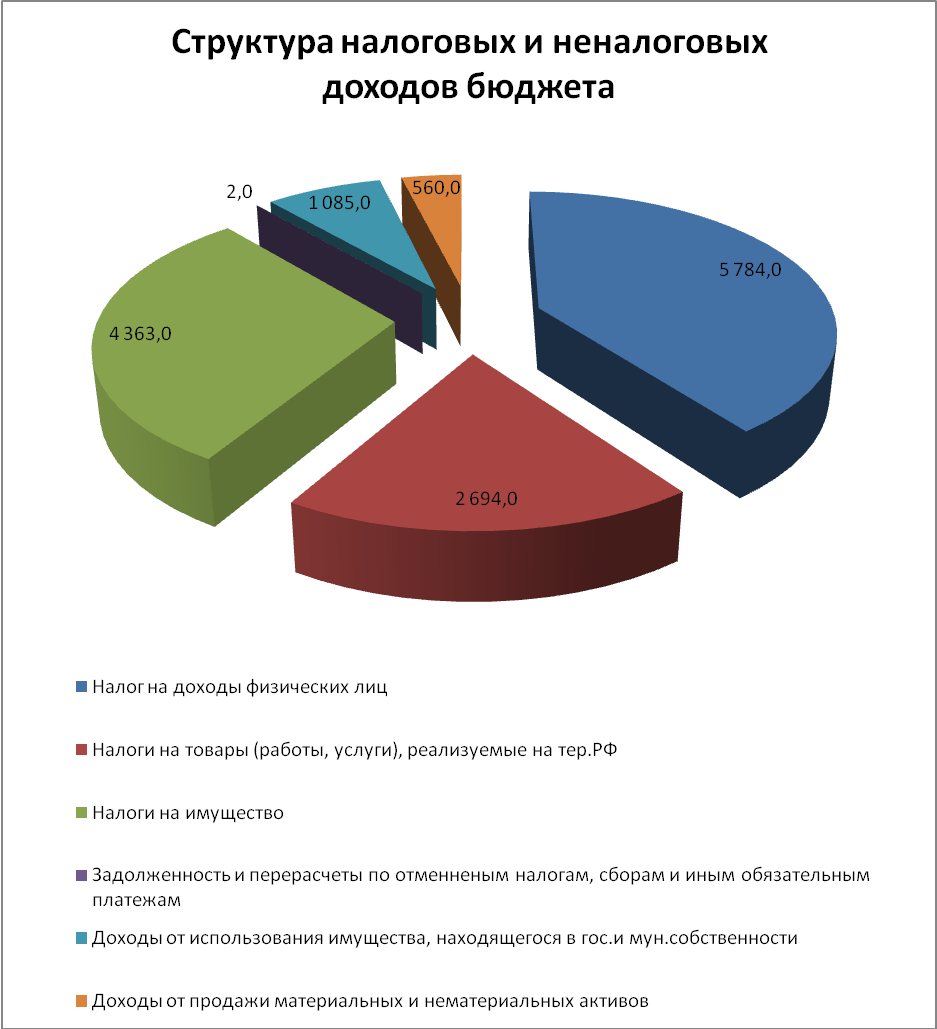 Структура налоговых и неналоговых
доходов бюджета
560,0
2,0
1 085,0
5 784,0
4 363,0
2 694,0
Налог на доходы физических лиц
Налоги на товары (работы, услуги), реализуемые на тер.РФ
Налоги на имущество
Задолженность и перерасчеты по отменненым налогам, сборам и иным обязательным
платежам
Доходы от использования имущества, находящегося в гос.и мун.собственности
Доходы от продажи материальных и нематериальных активов